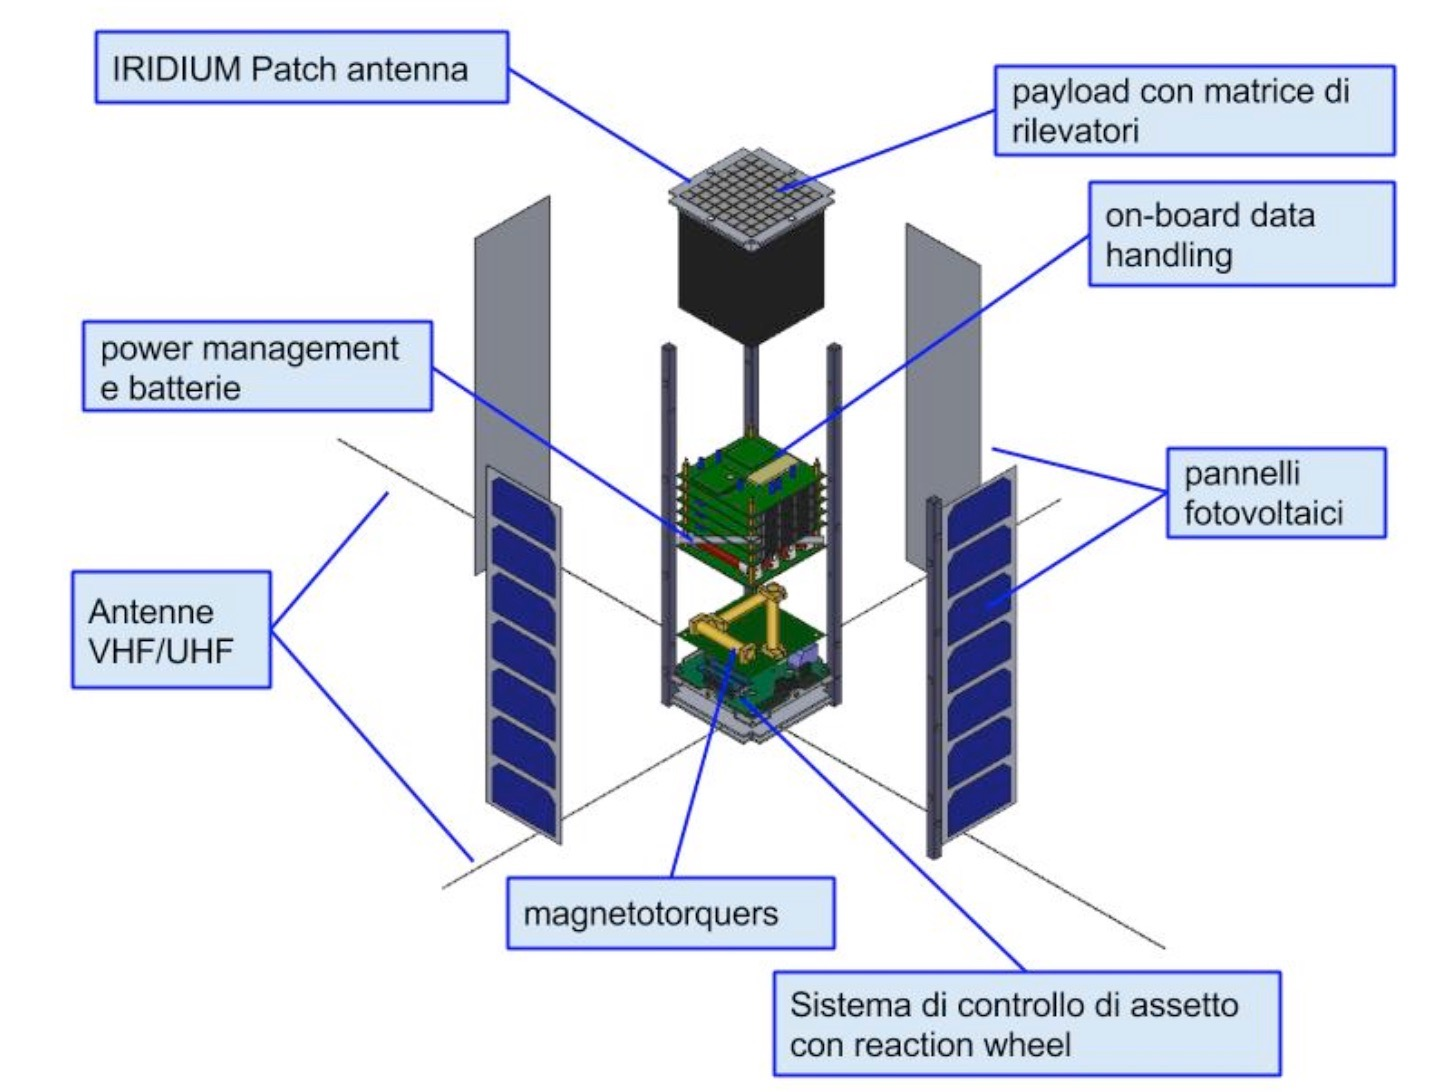 IRIDIUM Patch antenna
payload con matrice di
rilevatori
on-board data
handling
power management
e batterie
pannelli
fotovoltaici
Antenne
VHF/UHF
magnetotorquers
Sistema di controllo di assetto
con reaction wheel